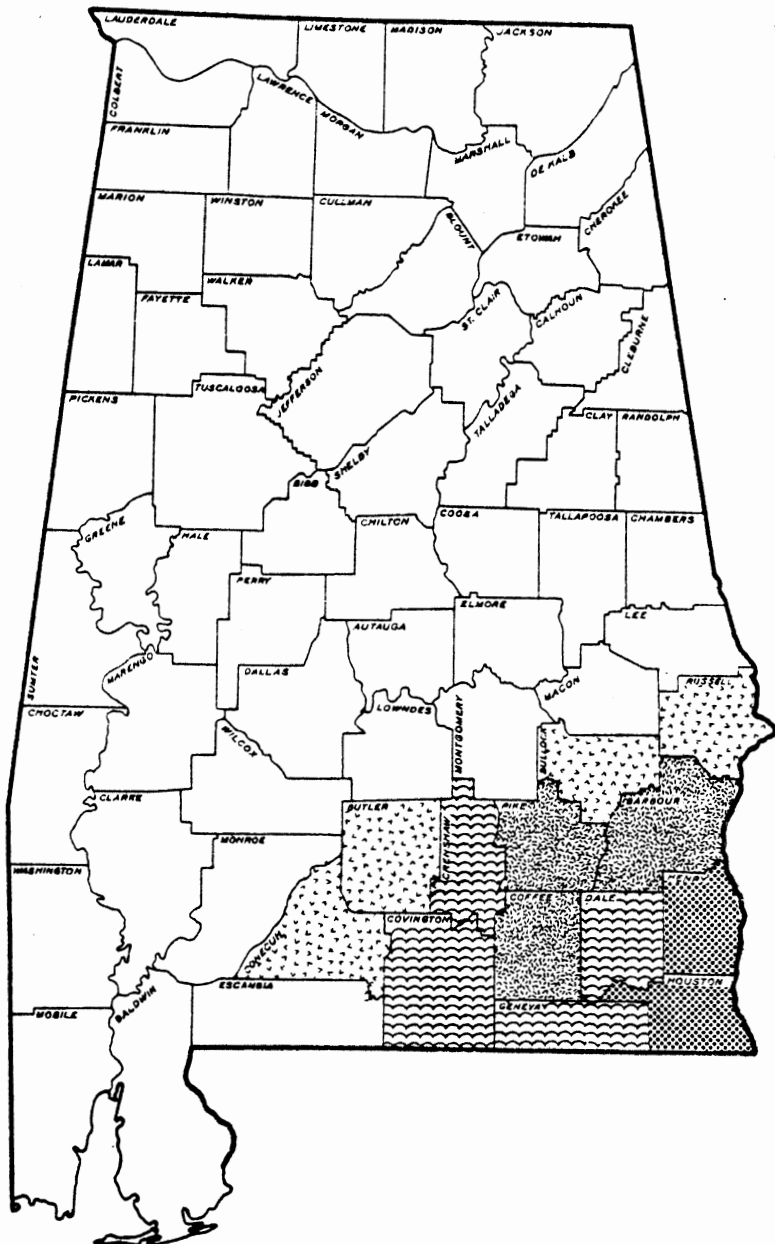 LAUDERDALE
LIMESTONE
MADISON
JACKSON
COLBERT
LAWRENCE
FRANKLIN
MORGAN
MARSHALL
DE KALB
MARION
WINSTON
CULLMAN
BLOUNT
ETOWAH
CHEROKEE
LAMAR
WALKER
FAYETTE
ST. CLAIR
CALHOUN
CLEBURNE
PICKENS
TUSCALOOSA
JEFFERSON
TALLADEGA
CLAY
RANDOLPH
SHELBY
BIBB
GREENE
HALE
CHILTON
COOSA
TALLAPOOSA
CHAMBERS
PERRY
ELMORE
LEE
AUTAUGA
SUMTER
MARENGO
DALLAS
MACON
RUSSELL
CHOCTAW
LOWNDES
MONTGOMERY
BULLOCK
WILCOX
CLARKE
BUTLER
PIKE
BARBOUR
MONROE
CRENSHAW
WASHINGTON
COFFEE
DALE
HENRY
CONECUH
COVINGTON
ESCAMBIA
HOUSTON
MOBILE
BALDWIN
GENEVA